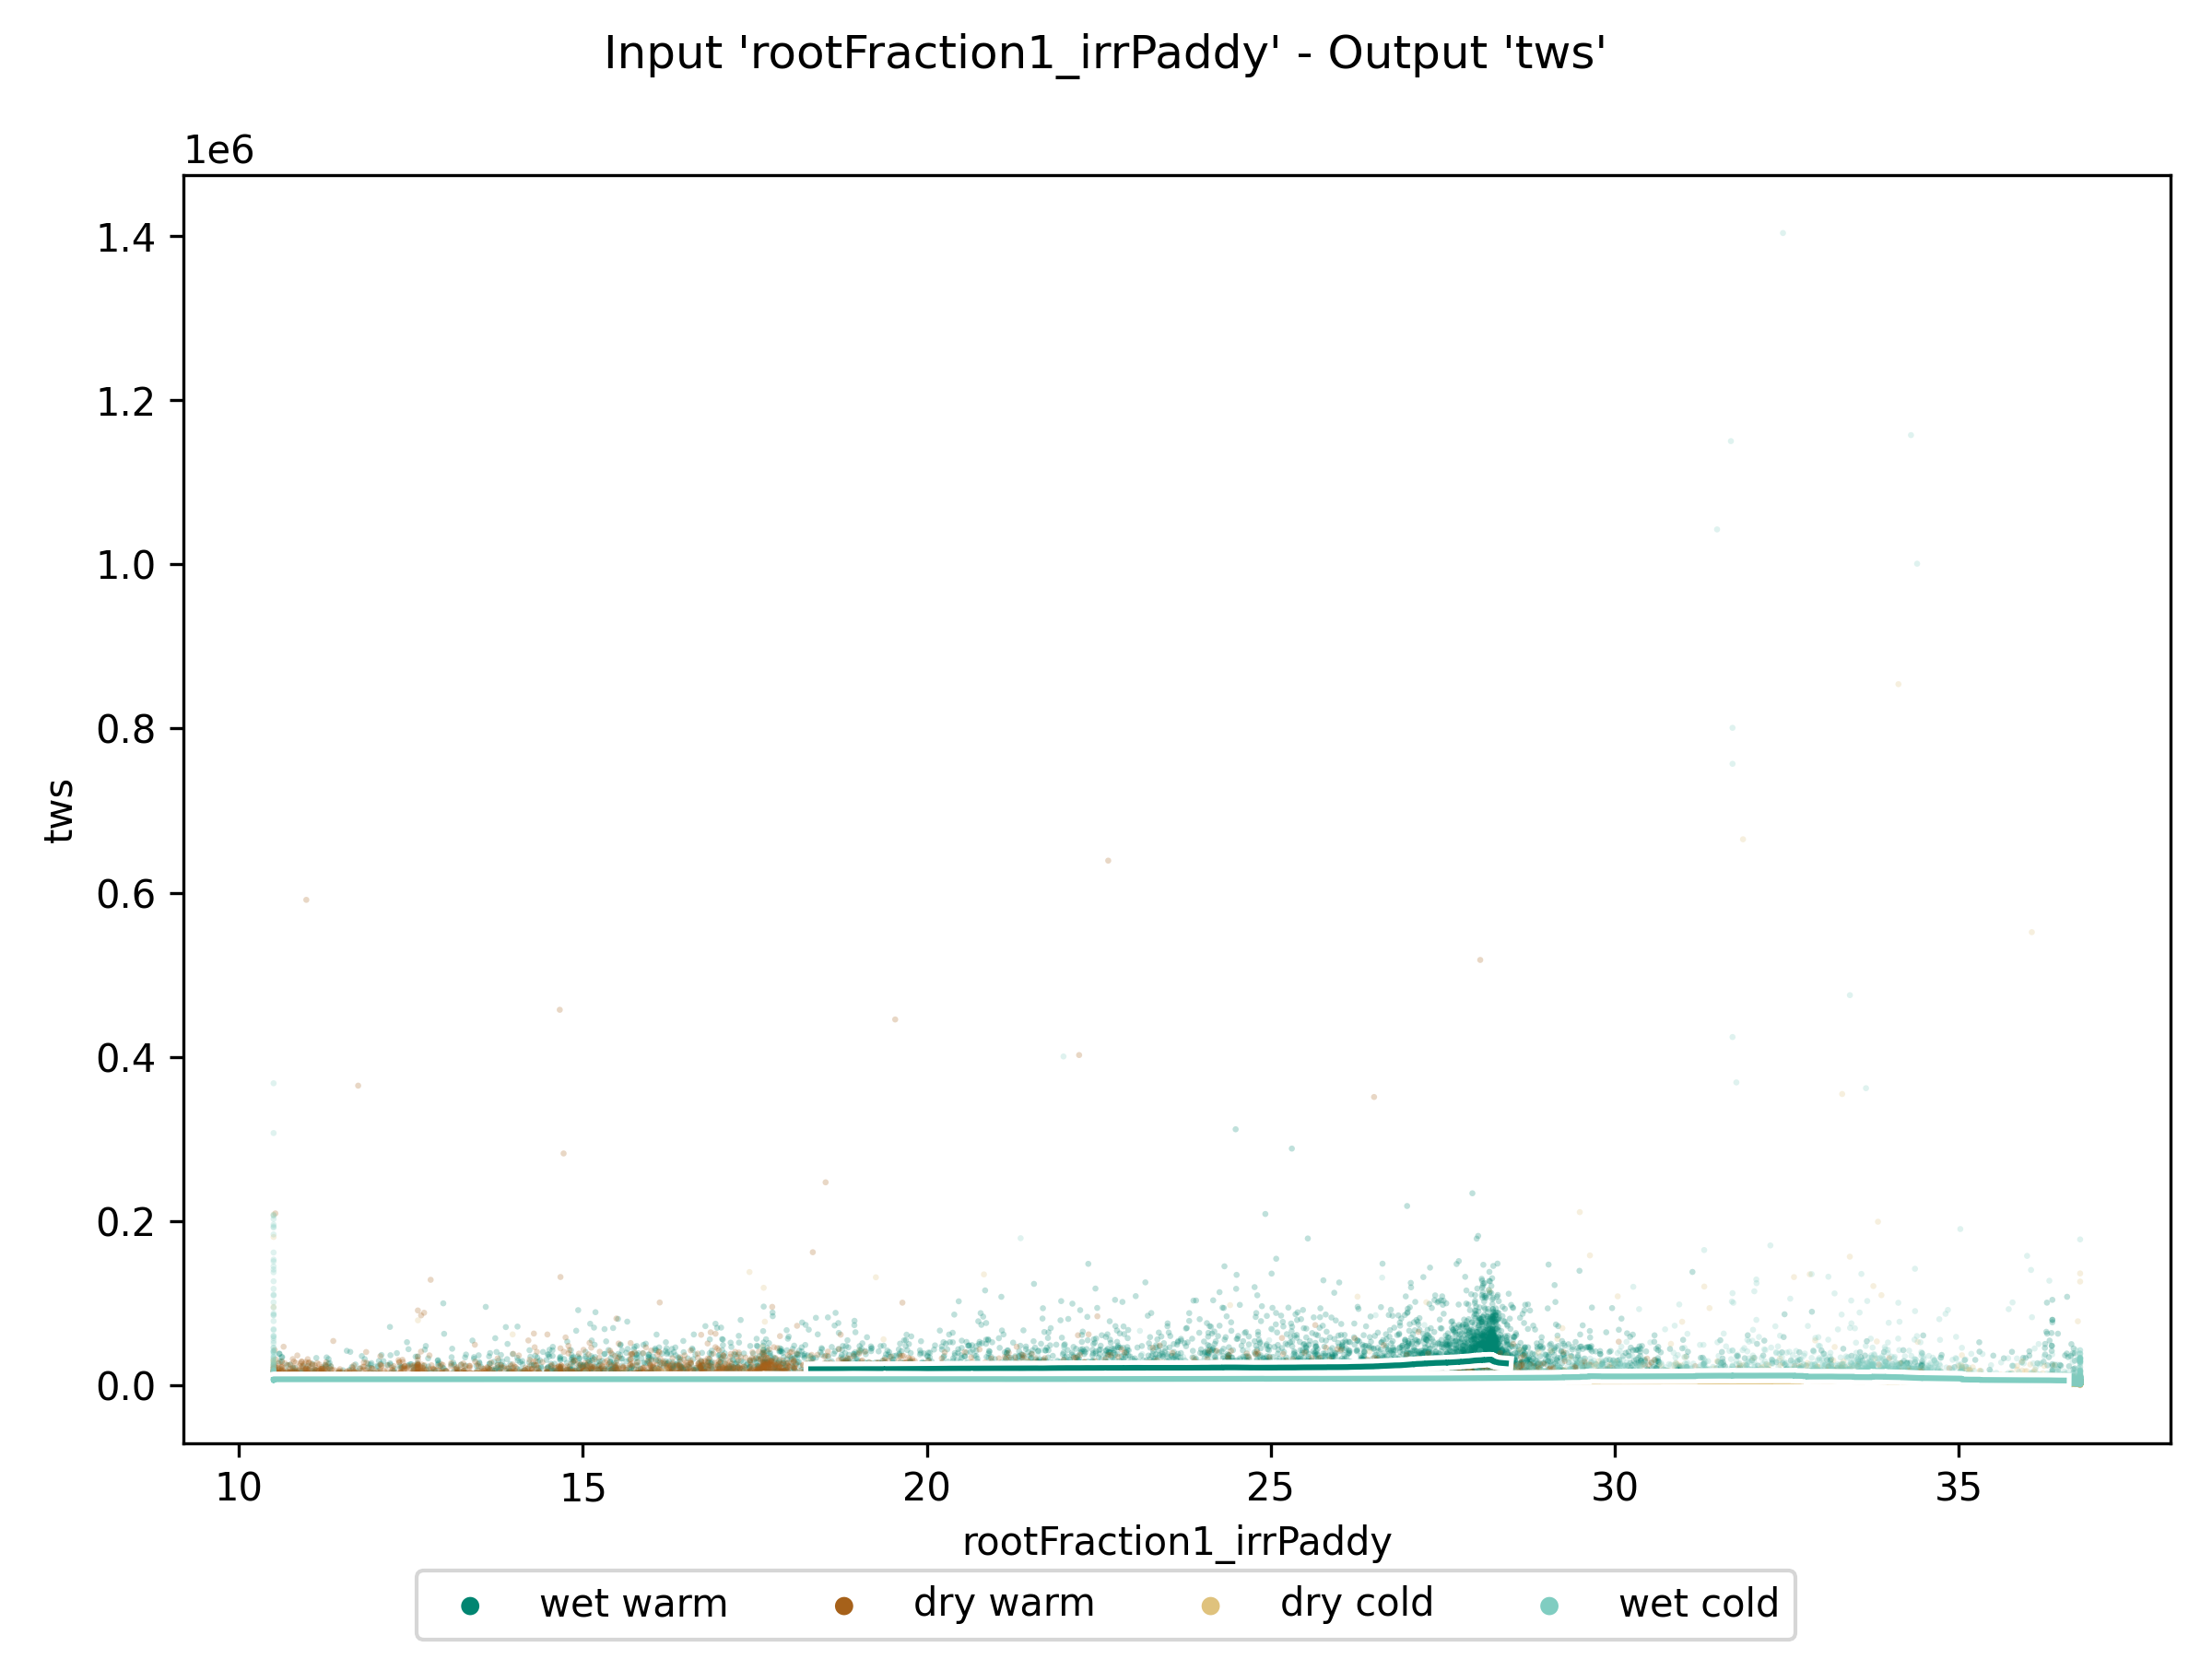 Input 'rootFraction1_irrPaddy' - Output 'tws'
1e6
1.4
1.2
1.0
0.8
0.6
0.4
0.2
0.0
tws
10 15 20 25 30 35
rootFraction1_irrPaddy
wet warm dry warm dry cold wet cold